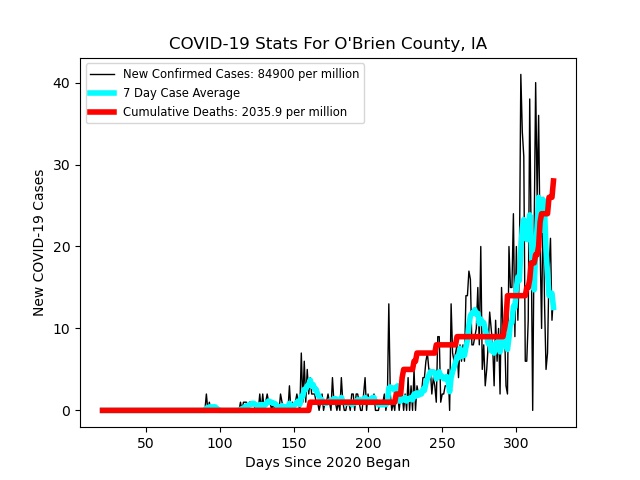 COVID-19 Stats For O'Brien County, IA
New Confirmed Cases: 84900 per million
7 Day Case Average
Cumulative Deaths: 2035.9 per million
40
30
20
10
0
New COVID-19 Cases
50 100 150 200 250 300
Days Since 2020 Began